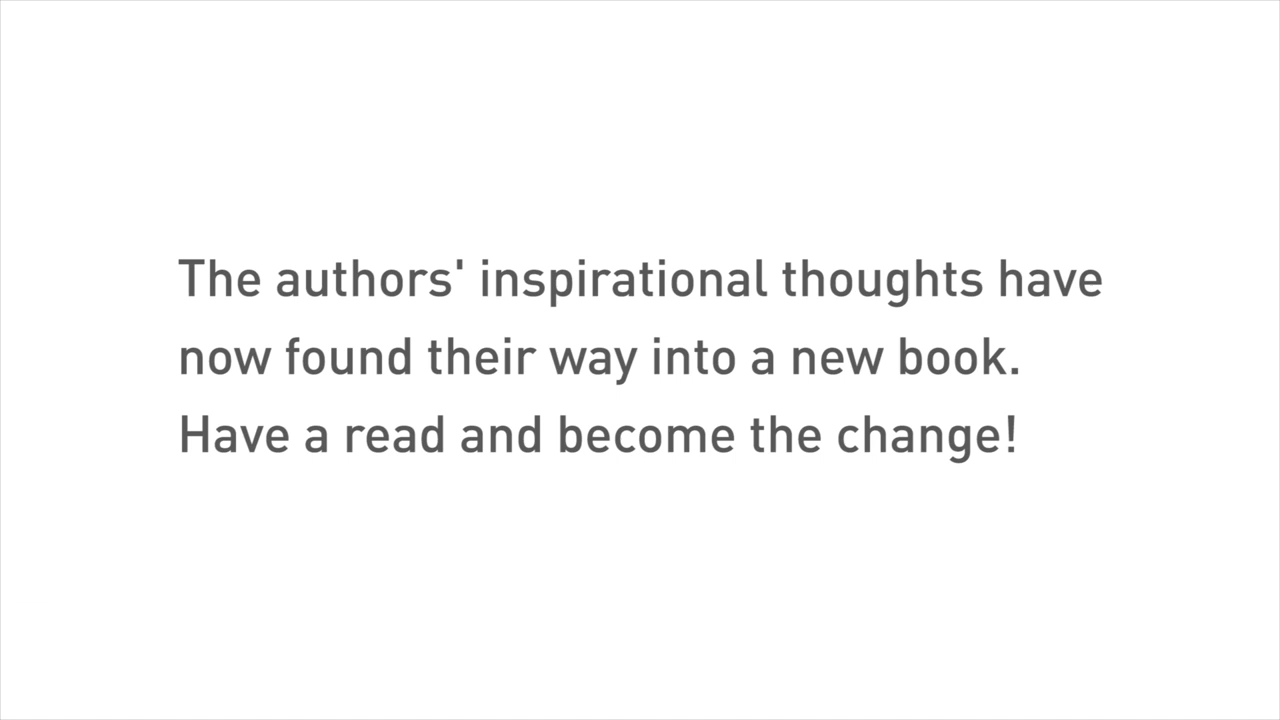 The authors' inspirational thoughts have
now found their way into a new book.
Have a read and become the change!